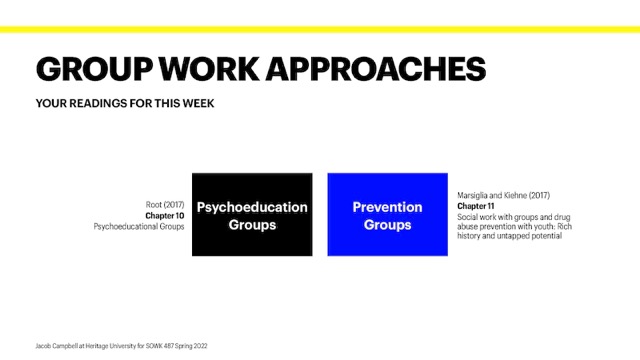 GROUP WORK APPROACHES
YOUR READINGS FOR THIS WEEK
Root (2017)
Chapter 10
Psychoeducational Groups
Psychoeducation
Groups
Prevention
Groups
Marsiglia and Kiehne (2017)
Chapter 11
Social work with groups and drug
abuse prevention with youth: Rich
history and untapped potential
Jacob Campbell at Heritage University for SOWK 487 Spring 2022